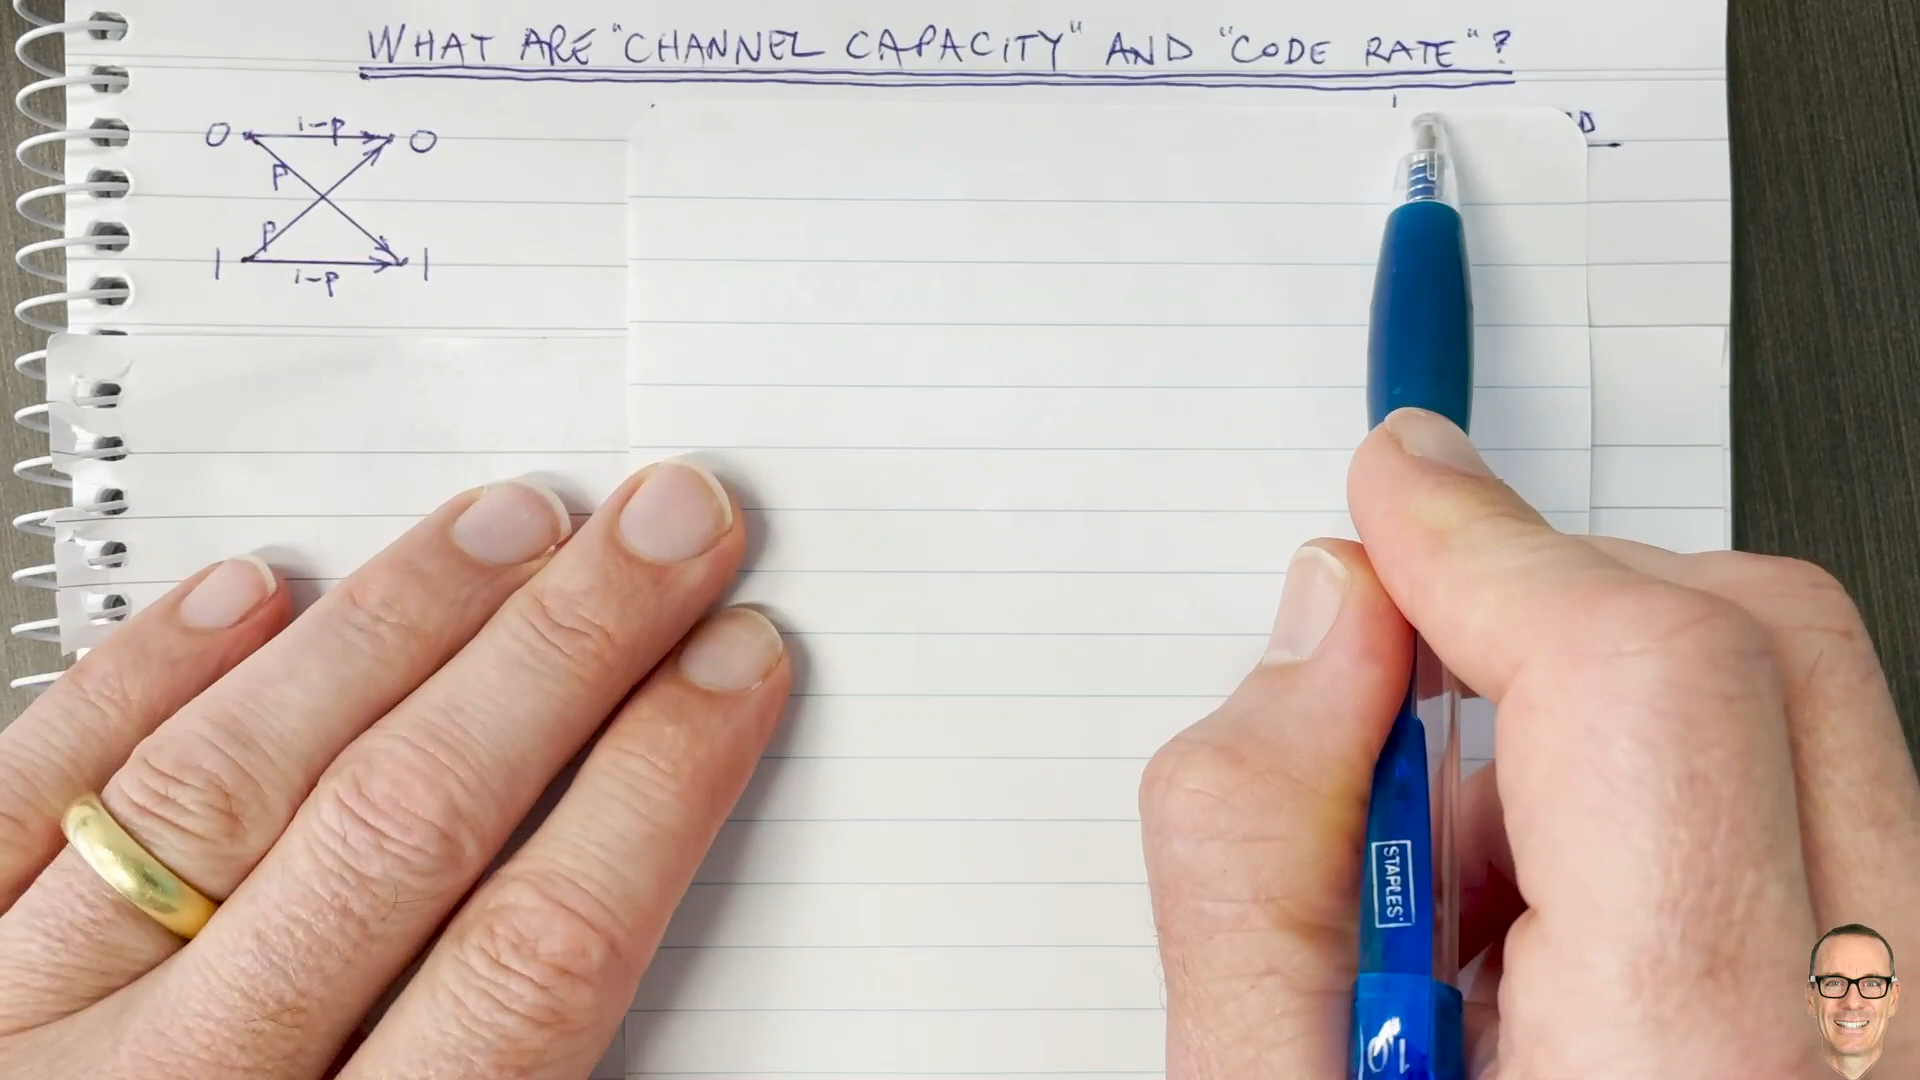 WHAT ARE "CHANNEL CAPACITY" AND "CODE RATE"?
0 1-p 0
p
p
1 1-p 1
STAPLES